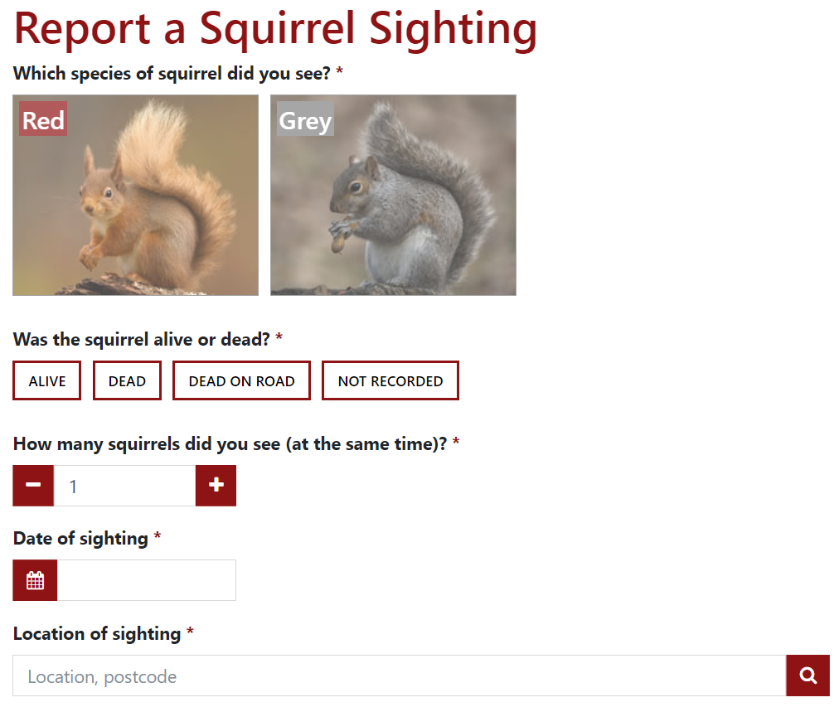 Report a Squirrel Sighting
Which species of squirrel did you see? *
Red Grey
Was the squirrel alive or dead? *
ALIVE DEAD DEAD ON ROAD NOT RECORDED
How many squirrels did you see (at the same time)? *
1
Date of sighting *
Location of sighting *
Location, postcode